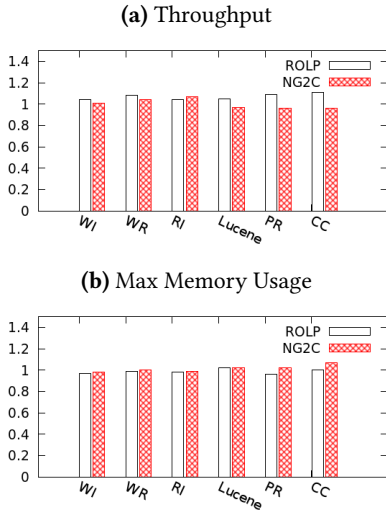 (a) Throughput
ROLP
NG2C
1.4
1.2
1
0.8
0.6
0.4
0.2
0
WI
WR
RI
Lucene
PR
CC
(b) Max Memory Usage
ROLP
NG2C
1.4
1.2
1
0.8
0.6
0.4
0.2
0
WI
WR
RI
Lucene
PR
CC